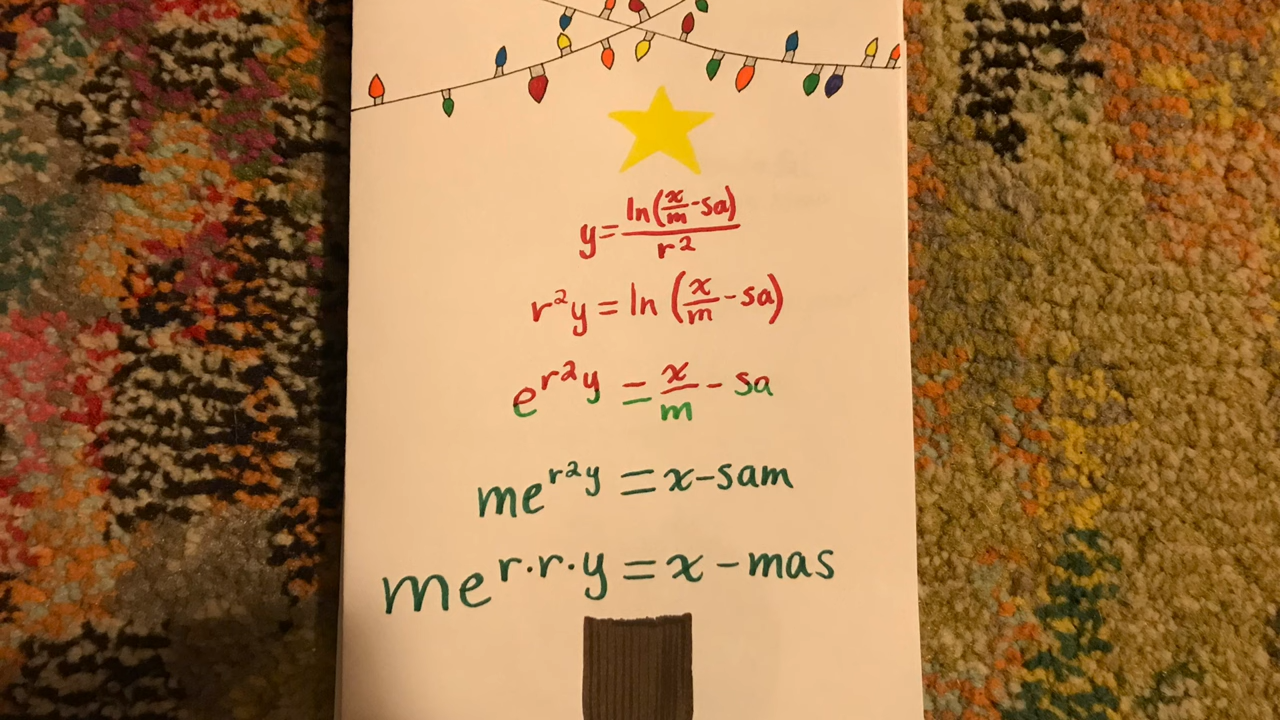 y = ln(x/m - sa)/r²
r²y = ln(x/m - sa)
e^(r²y) = x/m - sa
me^(r²y) = x - sam
me^(r·r·y) = x - mas